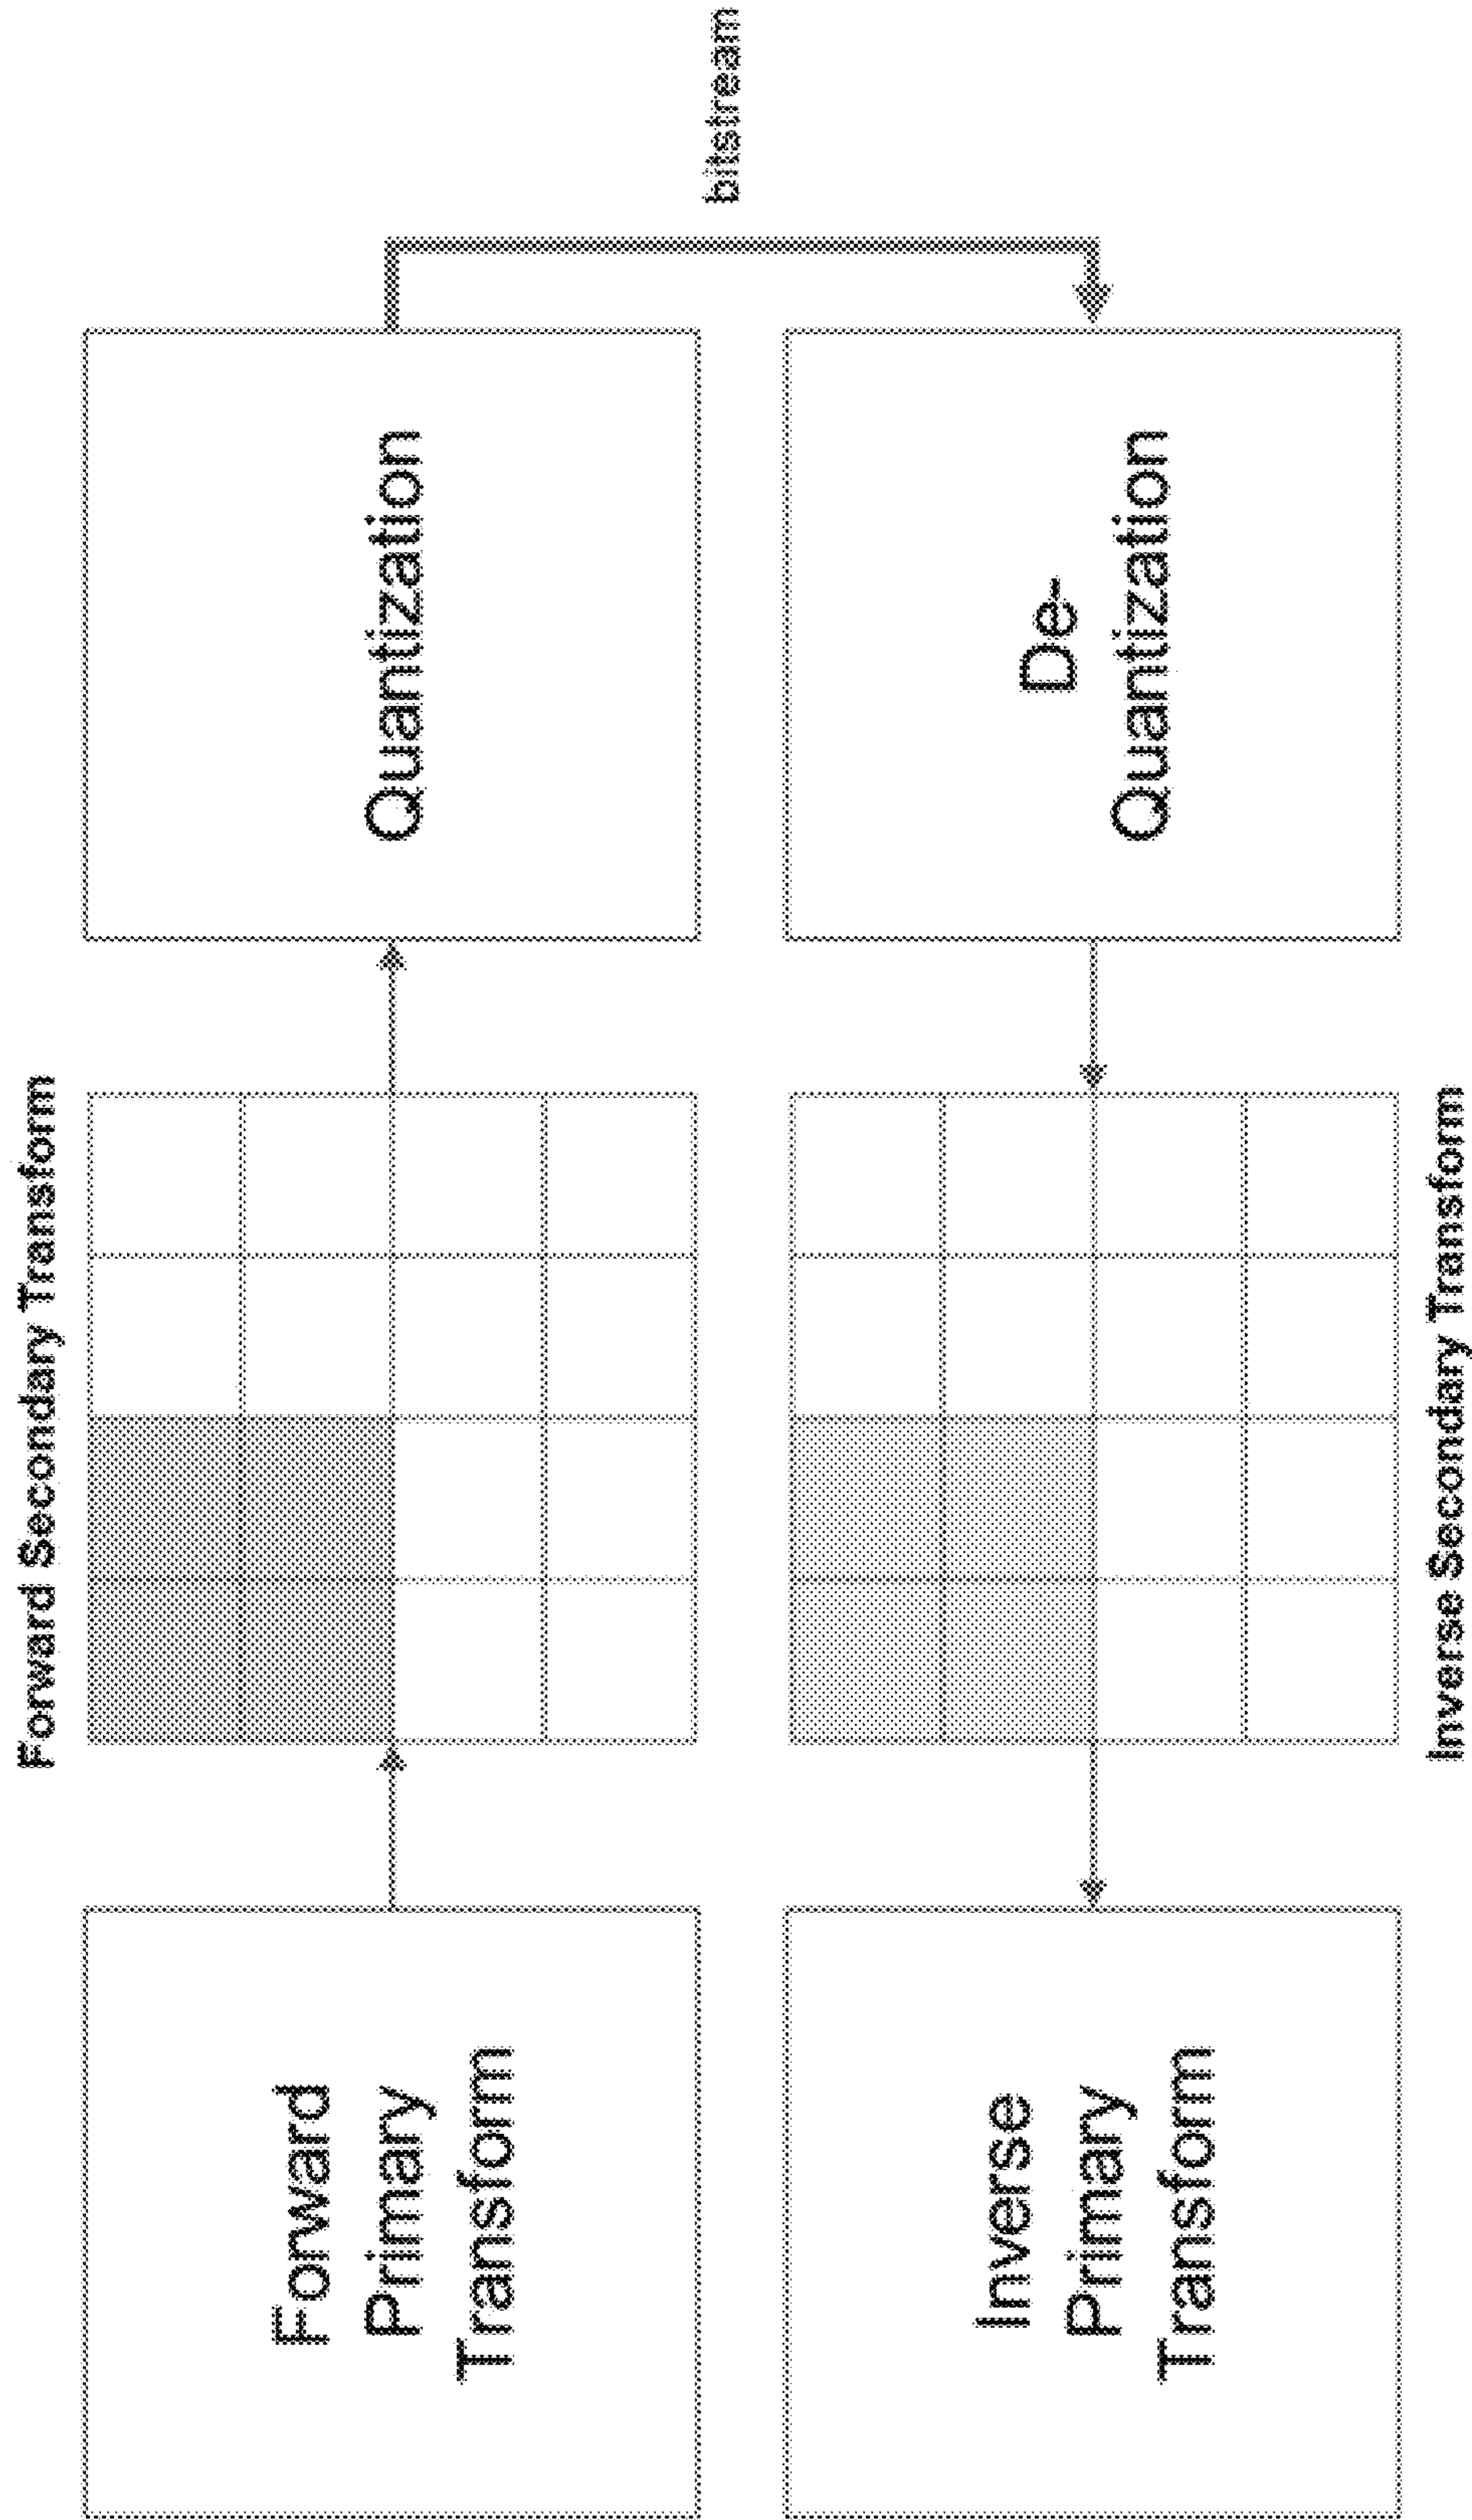 Forward Secondary Transform
Forward
Primary
Transform
Quantization
bitstream
Inverse
Primary
Transform
De-
Quantization
Inverse Secondary Transform